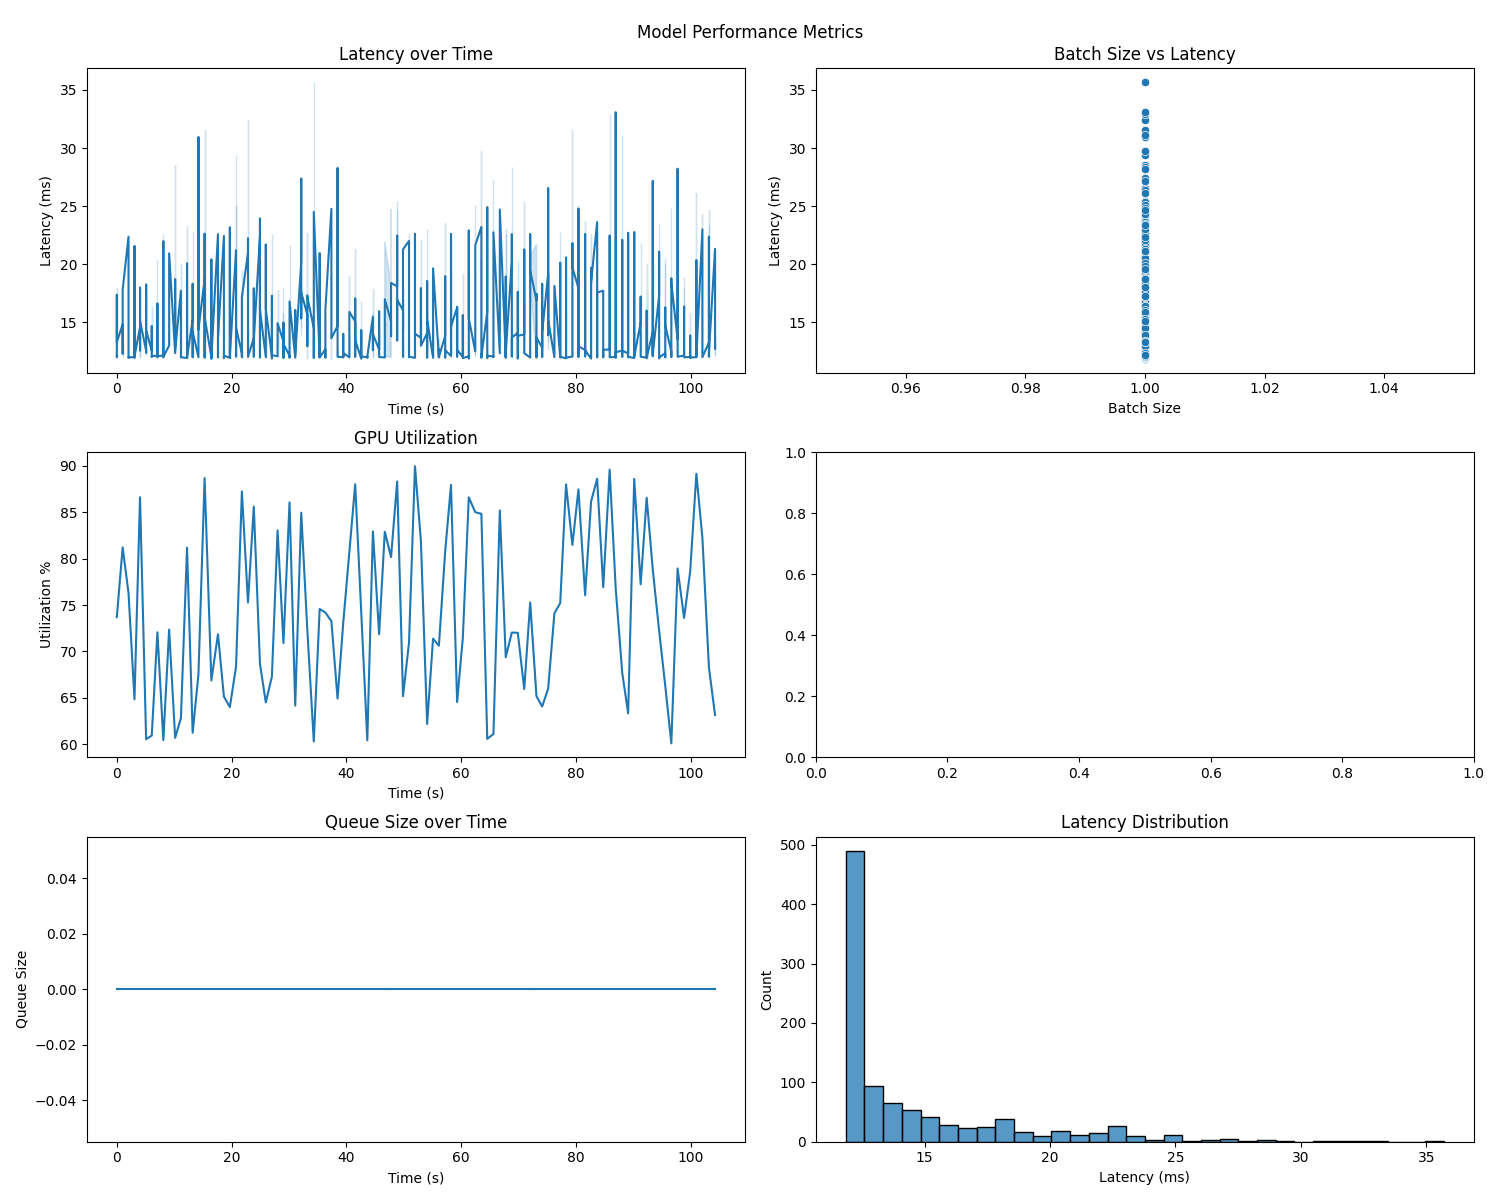 Model Performance Metrics
Latency over Time
35
30
25
20
15
Latency (ms)
0 20 40 60 80 100
Time (s)
Batch Size vs Latency
35
30
25
20
15
Latency (ms)
0.96 0.98 1.00 1.02 1.04
Batch Size
GPU Utilization
90
85
80
75
70
65
60
Utilization %
0 20 40 60 80 100
Time (s)
1.0
0.8
0.6
0.4
0.2
0.0
0.0 0.2 0.4 0.6 0.8 1.0
Queue Size over Time
0.04
0.02
0.00
−0.02
−0.04
Queue Size
0 20 40 60 80 100
Time (s)
Latency Distribution
500
400
300
200
100
0
Count
15 20 25 30 35
Latency (ms)